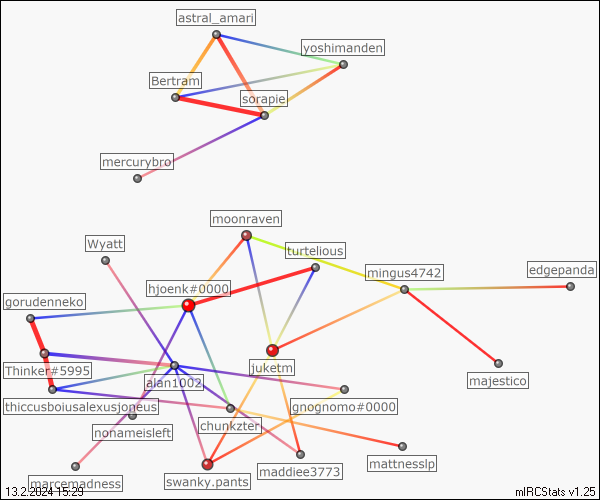 astral_amari
yoshimanden
Bertram
sorapie
mercurybro
moonraven
Wyatt
turtelious
edgepanda
mingus4742
hjoenk#0000
gorudenneko
Thinker#5995
juketm
alan1002
majestico
thiccusboiusalexusjoneus
gnognomo#0000
chunkzter
nonameisleft
mattnesslp
maddiee3773
swanky.pants
marcemadness
13.2.2024 15:29
mIRCStats v1.25